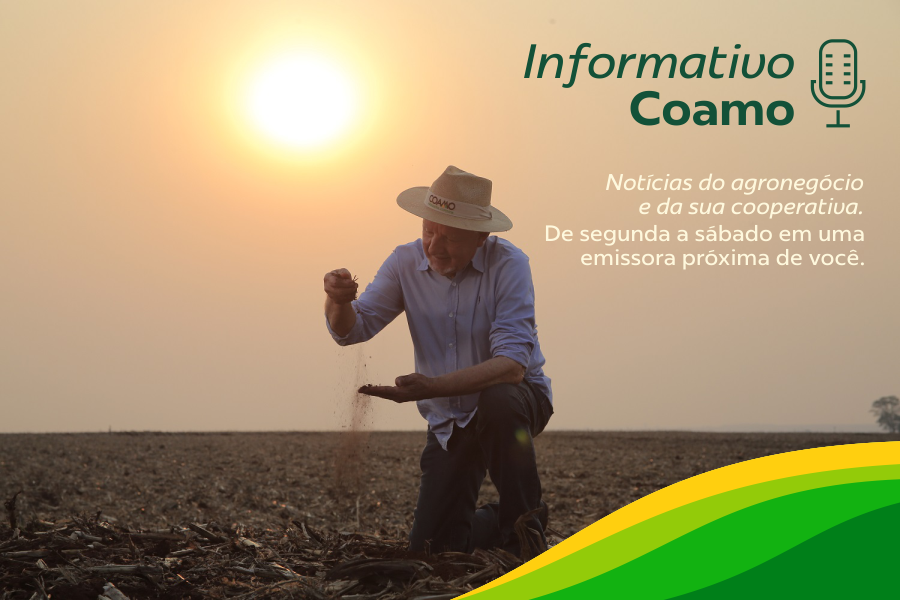 Informativo
Coamo
Notícias do agronegócio
e da sua cooperativa.
De segunda a sábado em uma
emissora próxima de você.
COAMO